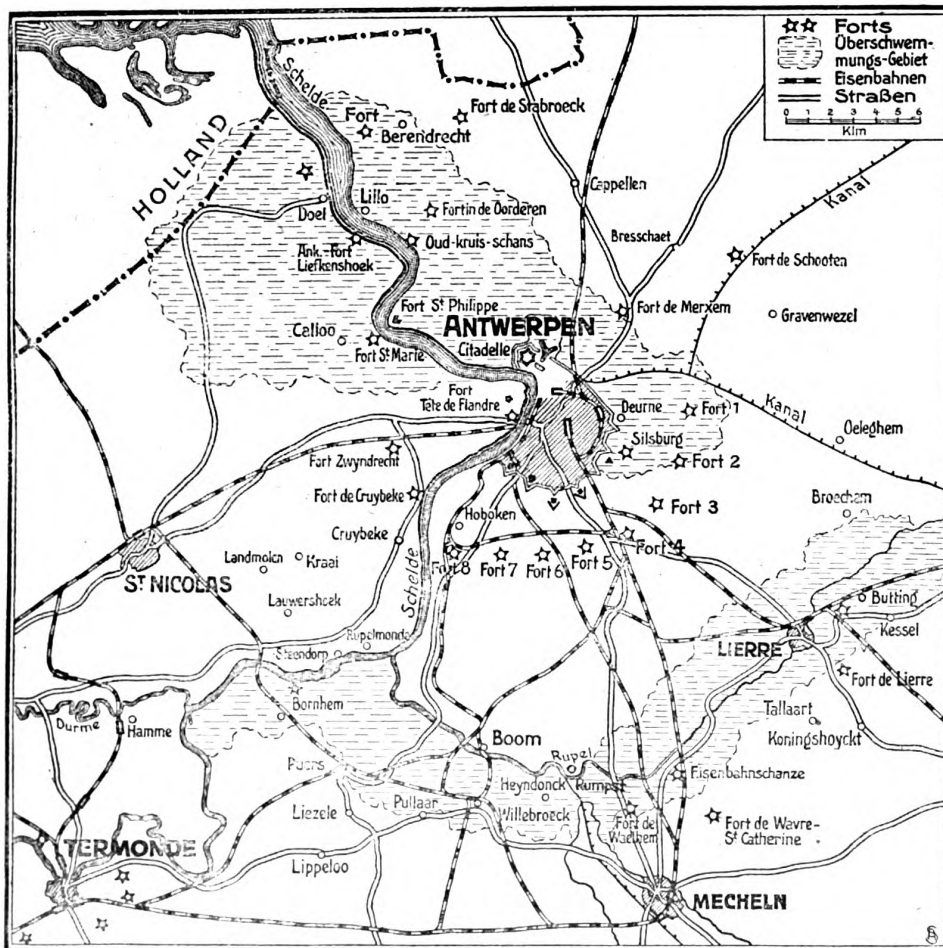 Forts
Überschwem-
mungs-Gebiet
Eisenbahnen
Straßen
0 1 2 3 4 5 6
Klm
Schelde
HOLLAND
Fort
Berendrecht
Fort de Stabroeck
Cappellen
Kanal
Doel
Lillo
Fortin de Oorderen
Bresschaet
Ank.-Fort
Liefkenshoek
Oud-kruis-schans
Fort de Schooten
Fort St. Philippe
Fort de Merxem
Gravenwezel
ANTWERPEN
Calloo
Fort St. Marie
Citadelle
Fort
Tête de Flandre
Deurne
Fort 1
Kanal
Oeleghem
Silsburg
Fort 2
Fort Zwyndrecht
Fort de Cruybeke
Fort 3
Broechem
Hoboken
Cruybeke
Fort 4
Landmolen
Kraai
Fort 8
Fort 7
Fort 6
Fort 5
ST. NICOLAS
Schelde
Butting
Lauwershoek
Kessel
Rupelmonde
LIERRE
Steendorp
Fort de Lierre
Bornhem
Durme
Hamme
Tallaart
Koningshoyckt
Boom
Puers
Rupel
Heyndonck
Rumps
Eisenbahnschanze
Liezele
Pullaar
Willebroeck
Fort de
Waelhem
Fort de Wavre-
St. Catherine
TERMONDE
Lippeloo
MECHELN